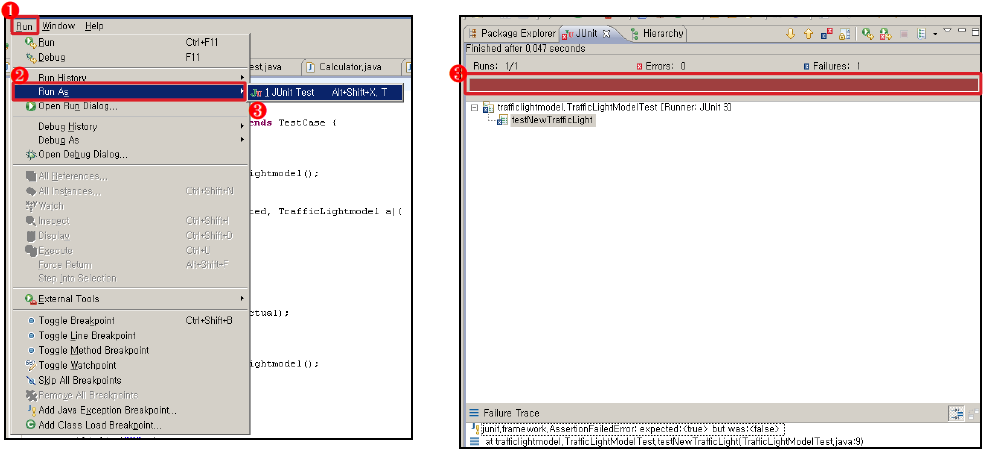 1
Run Window Help
Run Ctrl+F11
Debug F11
2
Run History
Run As
1 JUnit Test Alt+Shift+X, T
3
Open Run Dialog...
Debug History
Debug As
Open Debug Dialog...
All References...
All Instances... Ctrl+Shift+N
Watch
Inspect Ctrl+Shift+I
Display Ctrl+Shift+D
Execute Ctrl+U
Force Return Alt+Shift+F
Step Into Selection
External Tools
Toggle Breakpoint Ctrl+Shift+B
Toggle Line Breakpoint
Toggle Method Breakpoint
Toggle Watchpoint
Skip All Breakpoints
Remove All Breakpoints
Add Java Exception Breakpoint...
Add Class Load Breakpoint...
est.java Calculator.java
ends TestCase {
ightmodel();
ted, TrafficLightmodel a(
ctual);
ightmodel();
Package Explorer JUnit Hierarchy
Finished after 0.047 seconds
Runs: 1/1 Errors: 0 Failures: 1
3
trafficlightmodel.TrafficLightModelTest [Runner: JUnit 3]
testNewTrafficLight
Failure Trace
junit.framework.AssertionFailedError: expected:<true> but was:<false>
at trafficlightmodel.TrafficLightModelTest.testNewTrafficLight(TrafficLightModelTest.java:9)